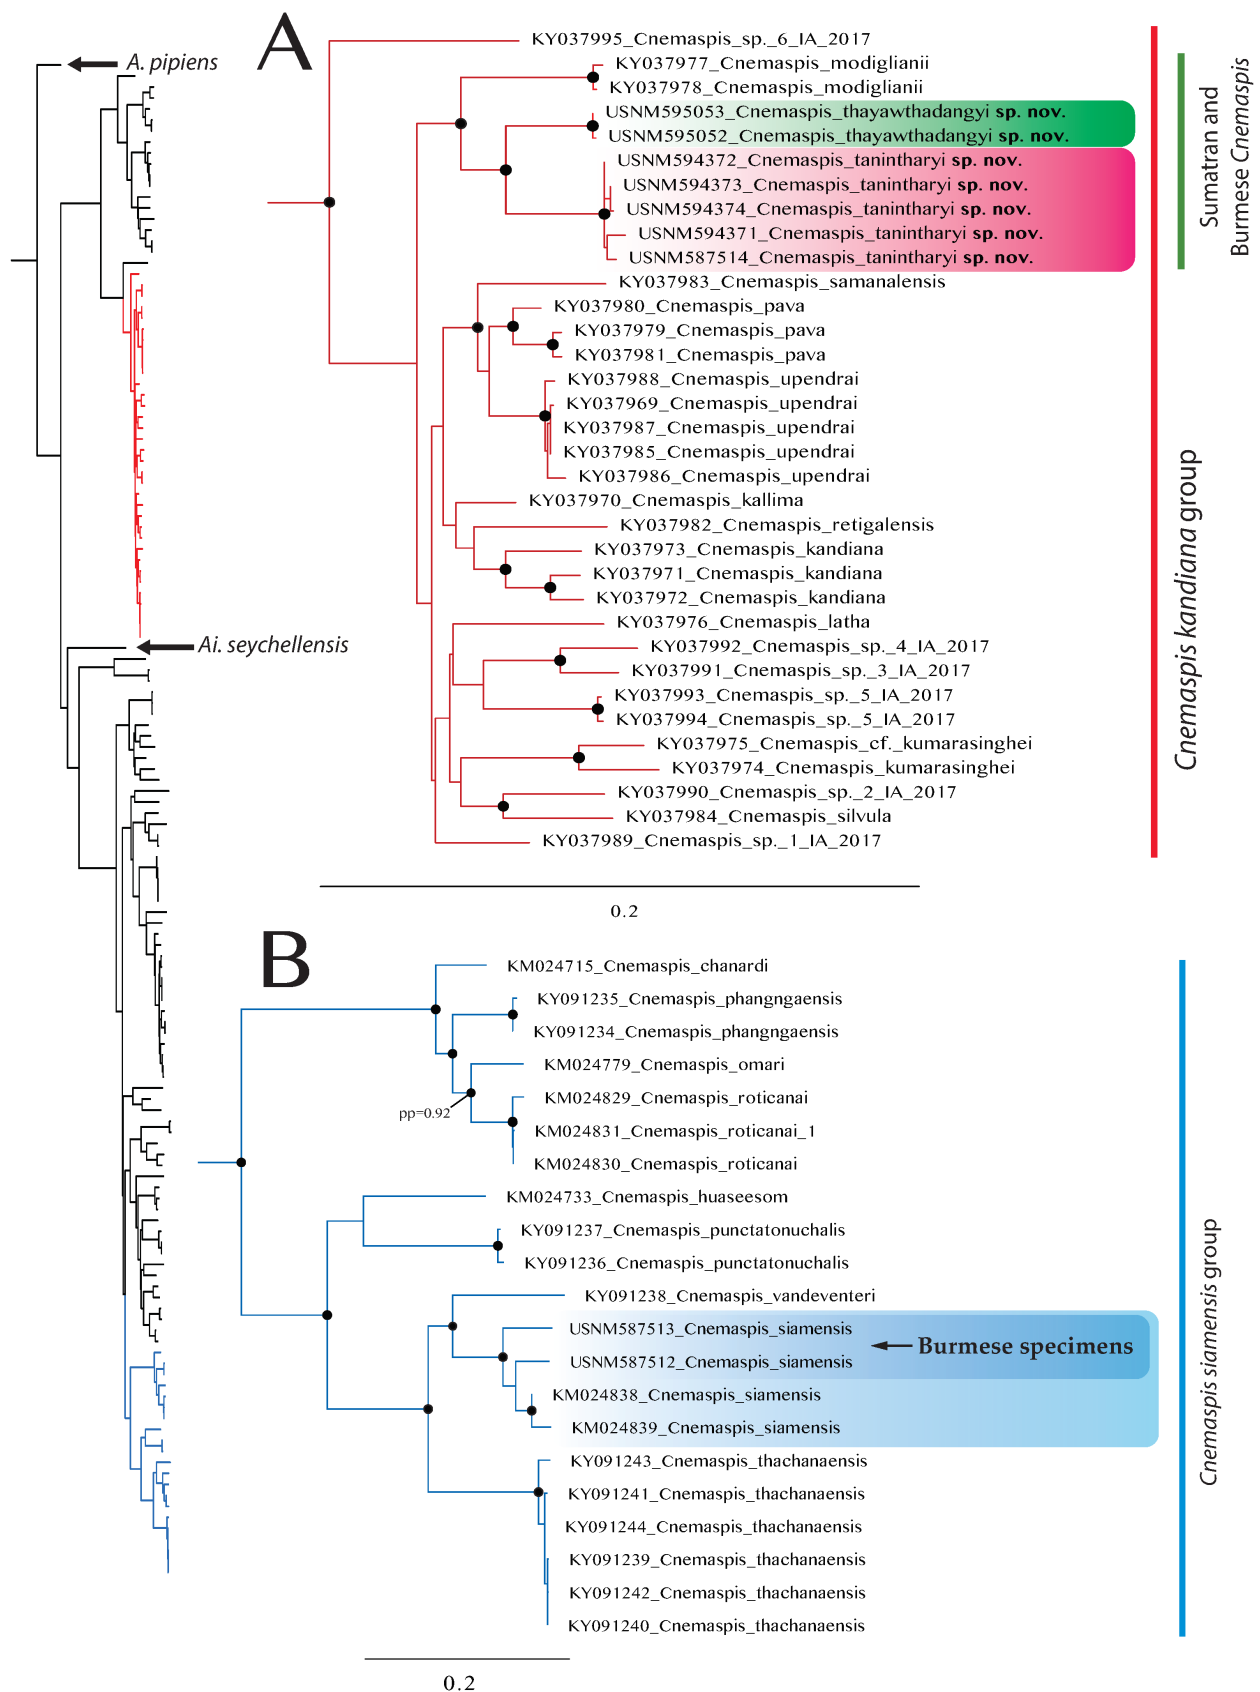 A
A. pipiens
Ai. seychellensis
KY037995_Cnemaspis_sp._6_IA_2017
KY037977_Cnemaspis_modiglianii
KY037978_Cnemaspis_modiglianii
USNM595053_Cnemaspis_thayawthadangyi sp. nov.
USNM595052_Cnemaspis_thayawthadangyi sp. nov.
USNM594372_Cnemaspis_tanintharyi sp. nov.
USNM594373_Cnemaspis_tanintharyi sp. nov.
USNM594374_Cnemaspis_tanintharyi sp. nov.
USNM594371_Cnemaspis_tanintharyi sp. nov.
USNM587514_Cnemaspis_tanintharyi sp. nov.
KY037983_Cnemaspis_samanalensis
KY037980_Cnemaspis_pava
KY037979_Cnemaspis_pava
KY037981_Cnemaspis_pava
KY037988_Cnemaspis_upendrai
KY037969_Cnemaspis_upendrai
KY037987_Cnemaspis_upendrai
KY037985_Cnemaspis_upendrai
KY037986_Cnemaspis_upendrai
KY037970_Cnemaspis_kallima
KY037982_Cnemaspis_retigalensis
KY037973_Cnemaspis_kandiana
KY037971_Cnemaspis_kandiana
KY037972_Cnemaspis_kandiana
KY037976_Cnemaspis_latha
KY037992_Cnemaspis_sp._4_IA_2017
KY037991_Cnemaspis_sp._3_IA_2017
KY037993_Cnemaspis_sp._5_IA_2017
KY037994_Cnemaspis_sp._5_IA_2017
KY037975_Cnemaspis_cf._kumarasinghei
KY037974_Cnemaspis_kumarasinghei
KY037990_Cnemaspis_sp._2_IA_2017
KY037984_Cnemaspis_silvula
KY037989_Cnemaspis_sp._1_IA_2017
0.2
Sumatran and
Burmese Cnemaspis
Cnemaspis kandiana group
B
KM024715_Cnemaspis_chanardi
KY091235_Cnemaspis_phangngaensis
KY091234_Cnemaspis_phangngaensis
KM024779_Cnemaspis_omari
KM024829_Cnemaspis_roticanai
pp=0.92
KM024831_Cnemaspis_roticanai_1
KM024830_Cnemaspis_roticanai
KM024733_Cnemaspis_huaseesom
KY091237_Cnemaspis_punctatonuchalis
KY091236_Cnemaspis_punctatonuchalis
KY091238_Cnemaspis_vandeventeri
USNM587513_Cnemaspis_siamensis
Burmese specimens
USNM587512_Cnemaspis_siamensis
KM024838_Cnemaspis_siamensis
KM024839_Cnemaspis_siamensis
KY091243_Cnemaspis_thachanaensis
KY091241_Cnemaspis_thachanaensis
KY091244_Cnemaspis_thachanaensis
KY091239_Cnemaspis_thachanaensis
KY091242_Cnemaspis_thachanaensis
KY091240_Cnemaspis_thachanaensis
0.2
Cnemaspis siamensis group